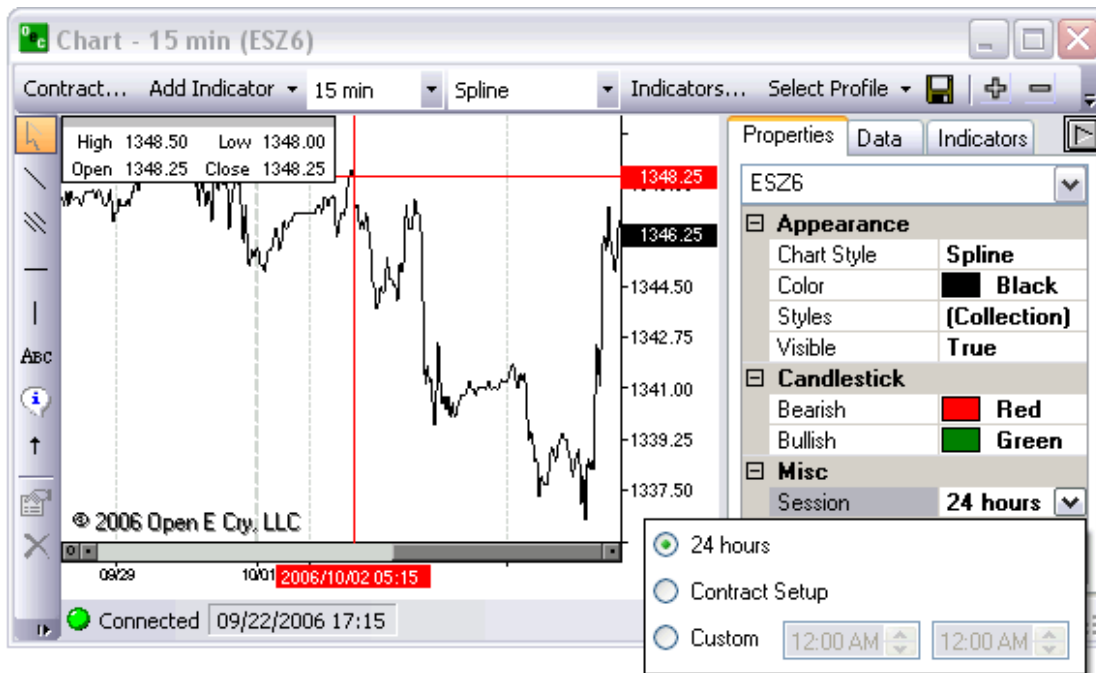 Oec Chart - 15 min (ESZ6)
Contract... Add Indicator 15 min Spline Indicators... Select Profile
High 1348.50 Low 1348.00
Open 1348.25 Close 1348.25
ABC
1348.25
1346.25
1344.50
1342.75
1341.00
1339.25
1337.50
© 2006 Open E Cry, LLC
09/29 10/01 2006/10/02 05:15
Connected 09/22/2006 17:15
Properties Data Indicators
ESZ6
Appearance
Chart Style Spline
Color Black
Styles (Collection)
Visible True
Candlestick
Bearish Red
Bullish Green
Misc
Session 24 hours
24 hours
Contract Setup
Custom 12:00 AM 12:00 AM